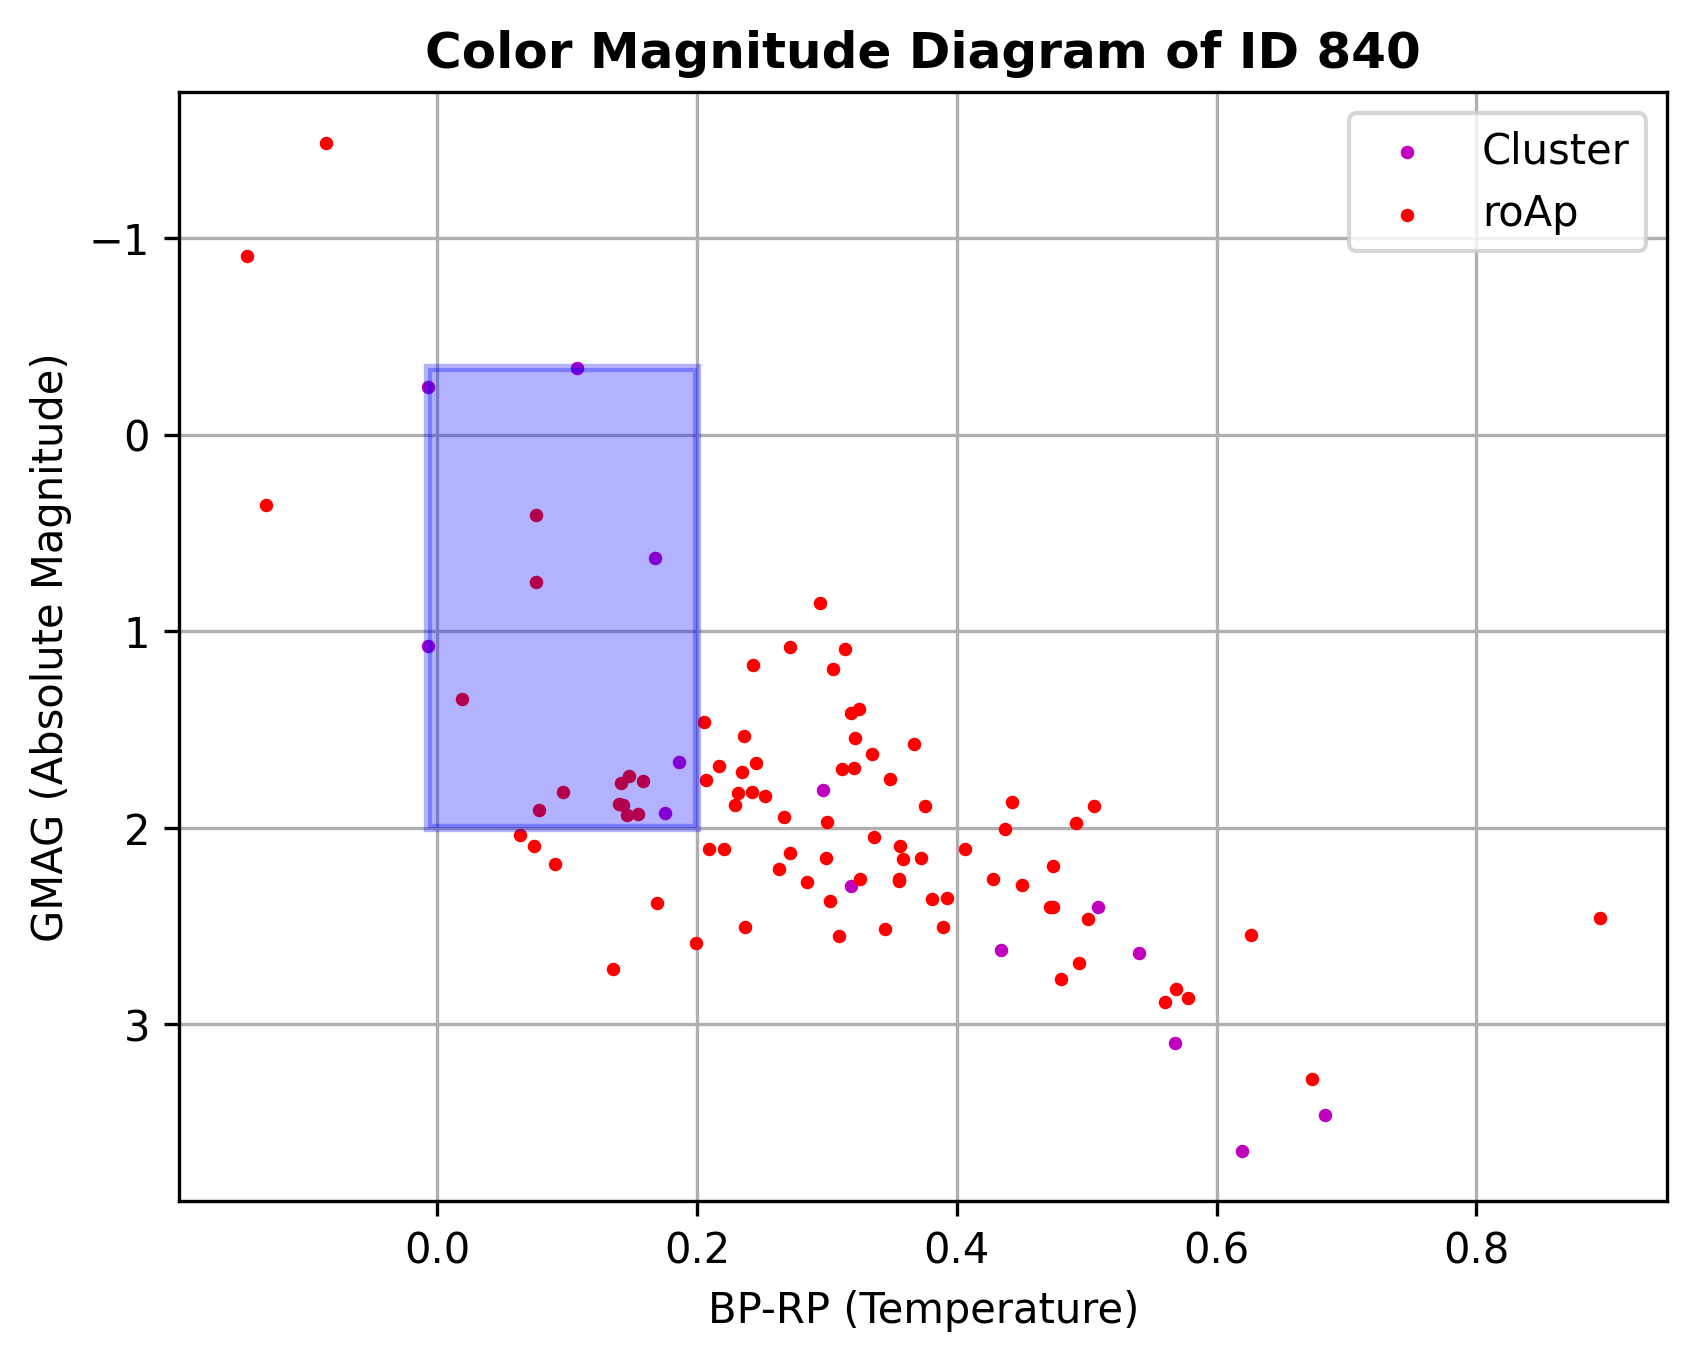 Color Magnitude Diagram of ID 840
Cluster
roAp
GMAG (Absolute Magnitude)
−1
0
1
2
3
0.0 0.2 0.4 0.6 0.8
BP-RP (Temperature)